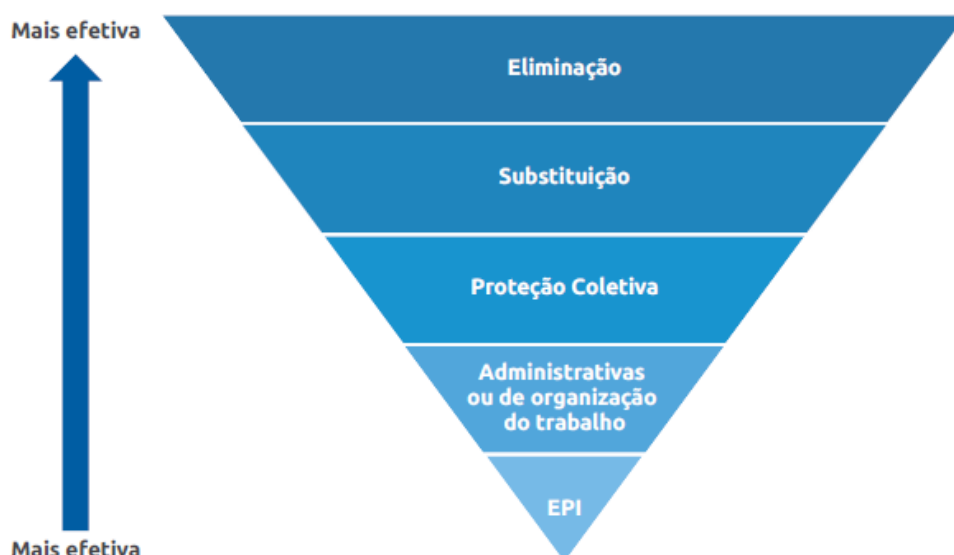 Mais efetiva
Eliminação
Substituição
Proteção Coletiva
Administrativas
ou de organização
do trabalho
EPI
Mais efetiva